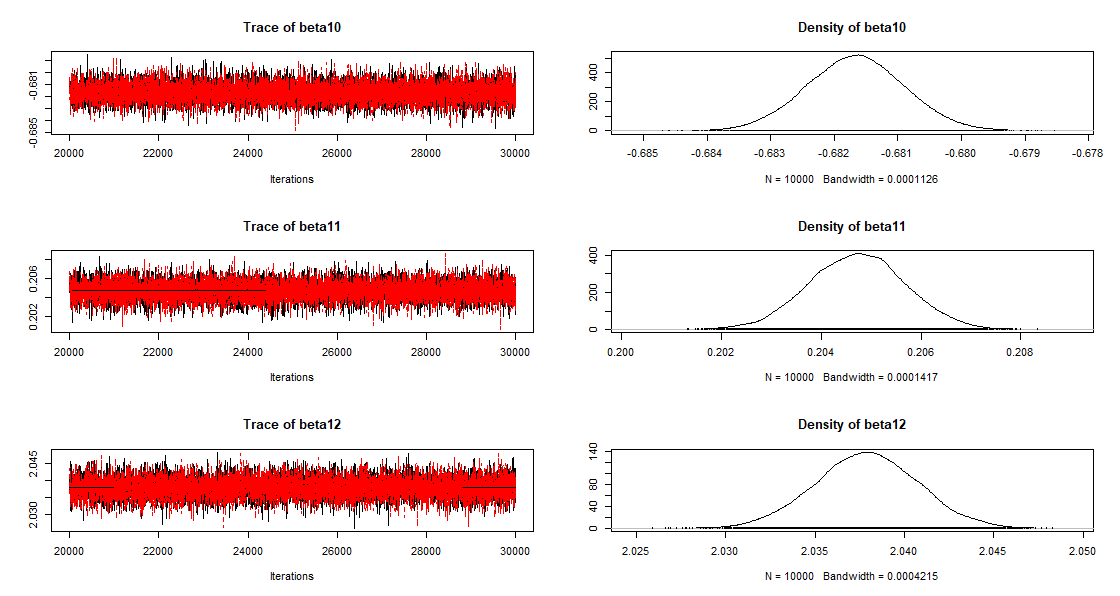 Trace of beta10
-0.685 -0.681
20000 22000 24000 26000 28000 30000
Iterations
Density of beta10
0 200 400
-0.685 -0.684 -0.683 -0.682 -0.681 -0.680 -0.679 -0.678
N = 10000 Bandwidth = 0.0001126
Trace of beta11
0.202 0.206
20000 22000 24000 26000 28000 30000
Iterations
Density of beta11
0 200 400
0.200 0.202 0.204 0.206 0.208
N = 10000 Bandwidth = 0.0001417
Trace of beta12
2.030 2.045
20000 22000 24000 26000 28000 30000
Iterations
Density of beta12
0 40 80 140
2.025 2.030 2.035 2.040 2.045 2.050
N = 10000 Bandwidth = 0.0004215